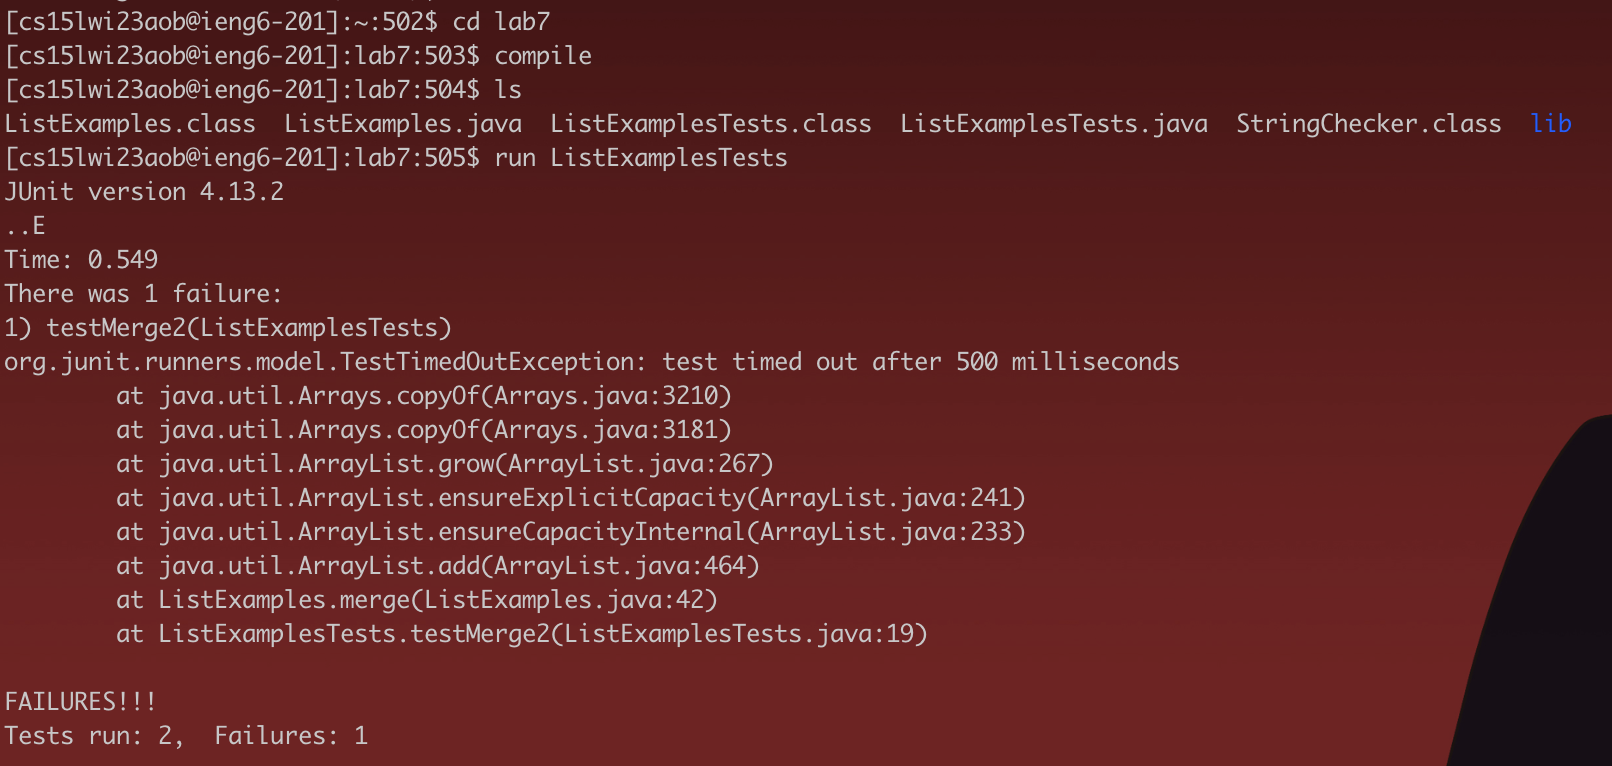 [cs15lwi23aob@ieng6-201]:~:502$ cd lab7
[cs15lwi23aob@ieng6-201]:lab7:503$ compile
[cs15lwi23aob@ieng6-201]:lab7:504$ ls
ListExamples.class  ListExamples.java  ListExamplesTests.class  ListExamplesTests.java  StringChecker.class  lib
[cs15lwi23aob@ieng6-201]:lab7:505$ run ListExamplesTests
JUnit version 4.13.2
..E
Time: 0.549
There was 1 failure:
1) testMerge2(ListExamplesTests)
org.junit.runners.model.TestTimedOutException: test timed out after 500 milliseconds
        at java.util.Arrays.copyOf(Arrays.java:3210)
        at java.util.Arrays.copyOf(Arrays.java:3181)
        at java.util.ArrayList.grow(ArrayList.java:267)
        at java.util.ArrayList.ensureExplicitCapacity(ArrayList.java:241)
        at java.util.ArrayList.ensureCapacityInternal(ArrayList.java:233)
        at java.util.ArrayList.add(ArrayList.java:464)
        at ListExamples.merge(ListExamples.java:42)
        at ListExamplesTests.testMerge2(ListExamplesTests.java:19)
FAILURES!!!
Tests run: 2,  Failures: 1